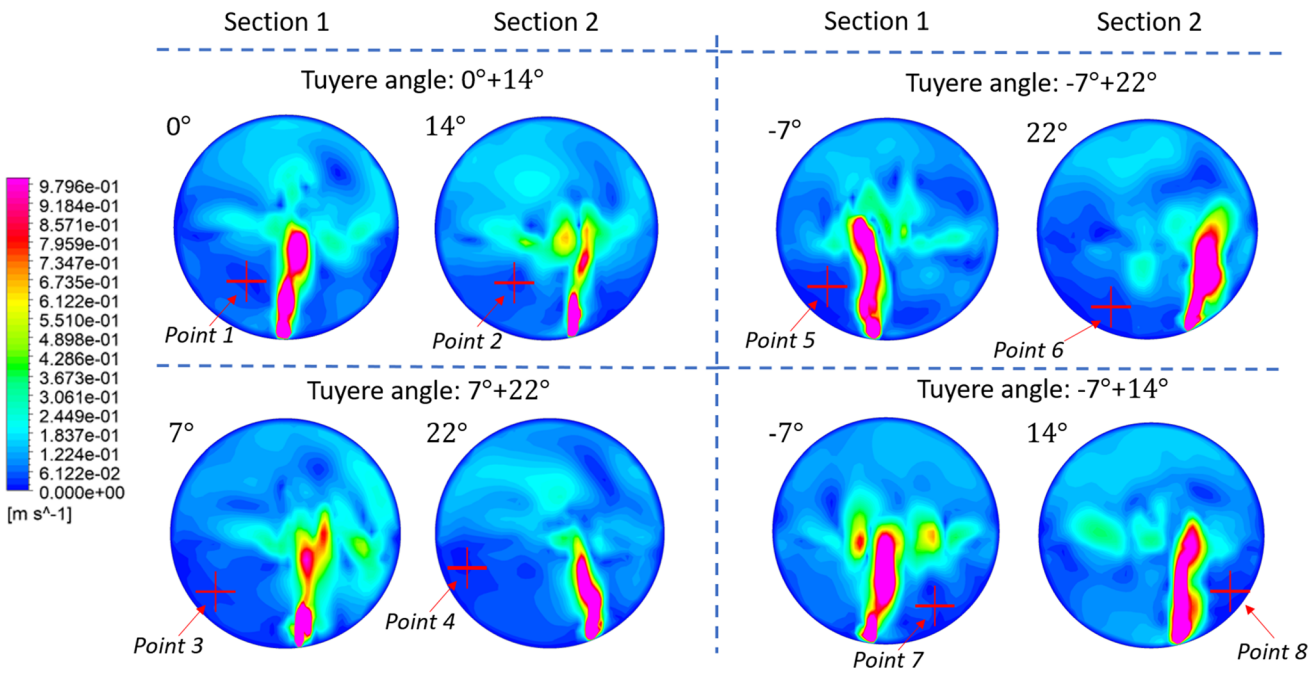 Section 1
Section 2
Section 1
Section 2
Tuyere angle: 0°+14°
Tuyere angle: -7°+22°
0°
14°
-7°
22°
Point 1
Point 2
Point 5
Point 6
9.796e-01
9.184e-01
8.571e-01
7.959e-01
7.347e-01
6.735e-01
6.122e-01
5.510e-01
4.898e-01
4.286e-01
3.673e-01
3.061e-01
2.449e-01
1.837e-01
1.224e-01
6.122e-02
0.000e+00
[m s^-1]
Tuyere angle: 7°+22°
Tuyere angle: -7°+14°
7°
22°
-7°
14°
Point 3
Point 4
Point 7
Point 8